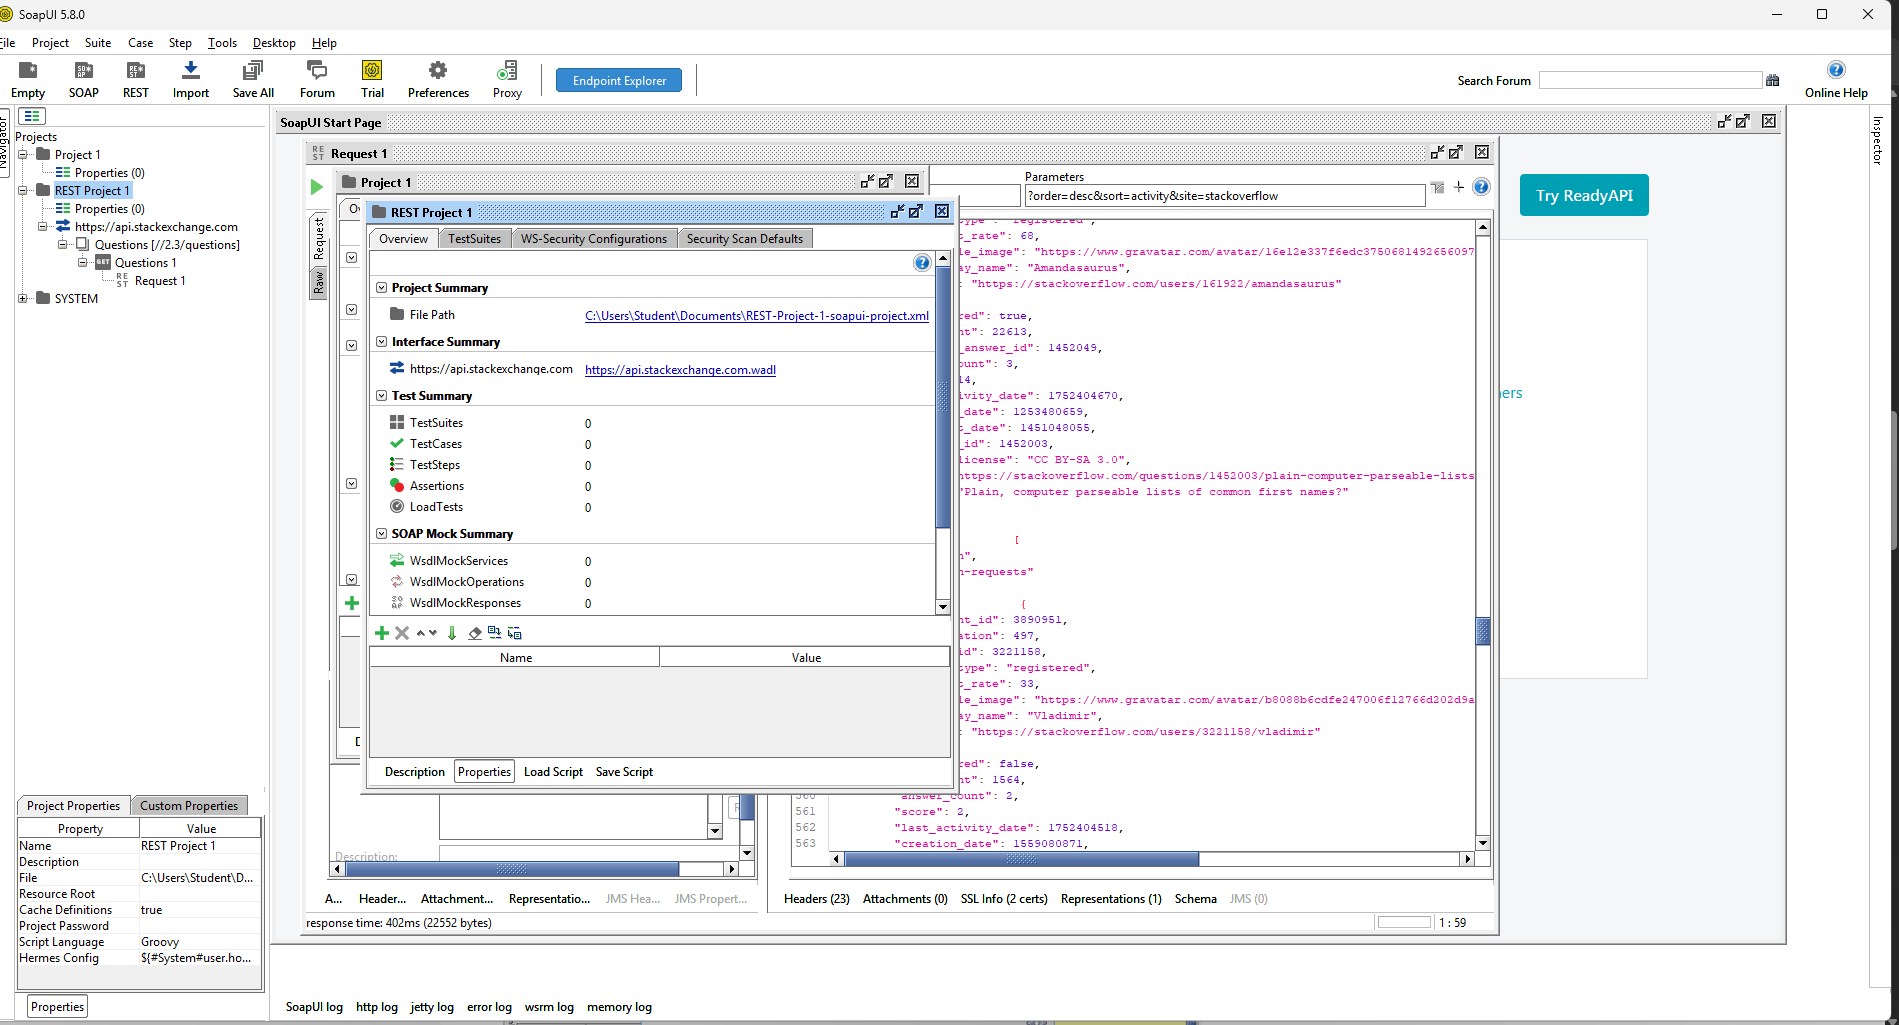 SoapUI 5.8.0
File Project Suite Case Step Tools Desktop Help
Empty SOAP REST Import Save All Forum Trial Preferences Proxy
Endpoint Explorer
Search Forum
Online Help
Navigator
Projects
Project 1
Properties (0)
REST Project 1
Properties (0)
https://api.stackexchange.com
Questions [//2.3/questions]
Questions 1
Request 1
SYSTEM
Project Properties Custom Properties
Property Value
Name REST Project 1
Description
File C:\Users\Student\D...
Resource Root
Cache Definitions true
Project Password
Script Language Groovy
Hermes Config ${#System#user.ho...
Properties
SoapUI Start Page
Request 1
Project 1
Parameters
?order=desc&sort=activity&site=stackoverflow
Try ReadyAPI
Inspector
Request
Raw
REST Project 1
Overview TestSuites WS-Security Configurations Security Scan Defaults
Project Summary
File Path C:\Users\Student\Documents\REST-Project-1-soapui-project.xml
Interface Summary
https://api.stackexchange.com https://api.stackexchange.com.wadl
Test Summary
TestSuites 0
TestCases 0
TestSteps 0
Assertions 0
LoadTests 0
SOAP Mock Summary
WsdlMockServices 0
WsdlMockOperations 0
WsdlMockResponses 0
Name Value
Description Properties Load Script Save Script
type": "registered",
t_rate": 68,
le_image": "https://www.gravatar.com/avatar/16e12e337f6edc3750681492656097
ay_name": "Amandasaurus",
: "https://stackoverflow.com/users/161922/amandasaurus"
red": true,
nt": 22613,
_answer_id": 1452049,
ount": 3,
14,
ivity_date": 1752404670,
_date": 1253480659,
t_date": 1451048055,
_id": 1452003,
license": "CC BY-SA 3.0",
https://stackoverflow.com/questions/1452003/plain-computer-parseable-lists
"Plain, computer parseable lists of common first names?"
[
n",
n-requests"
{
nt_id": 3890951,
ation": 497,
id": 3221158,
type": "registered",
t_rate": 33,
le_image": "https://www.gravatar.com/avatar/b8088b6cdfe247006f12766d202d9a
ay_name": "Vladimir",
: "https://stackoverflow.com/users/3221158/vladimir"
red": false,
nt": 1564,
560 "answer_count": 2,
561 "score": 2,
562 "last_activity_date": 1752404518,
563 "creation_date": 1559080871,
ners
Description:
A... Header... Attachment... Representatio... JMS Hea... JMS Propert...
Headers (23) Attachments (0) SSL Info (2 certs) Representations (1) Schema JMS (0)
response time: 402ms (22552 bytes)
1 : 59
SoapUI log http log jetty log error log wsrm log memory log